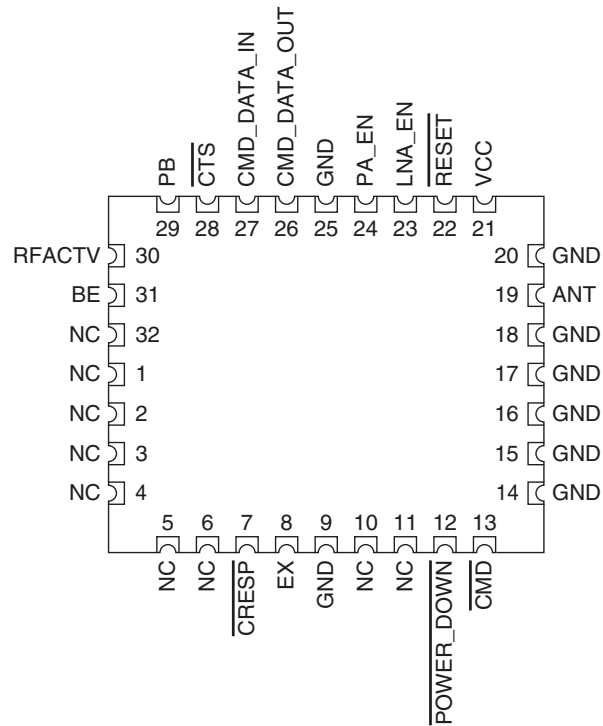 PB
CTS
CMD_DATA_IN
CMD_DATA_OUT
GND
PA_EN
LNA_EN
RESET
VCC
29 28 27 26 25 24 23 22 21
RFACTV 30
BE 31
NC 32
NC 1
NC 2
NC 3
NC 4
20 GND
19 ANT
18 GND
17 GND
16 GND
15 GND
14 GND
5 6 7 8 9 10 11 12 13
NC
NC
CRESP
EX
GND
NC
NC
POWER_DOWN
CMD